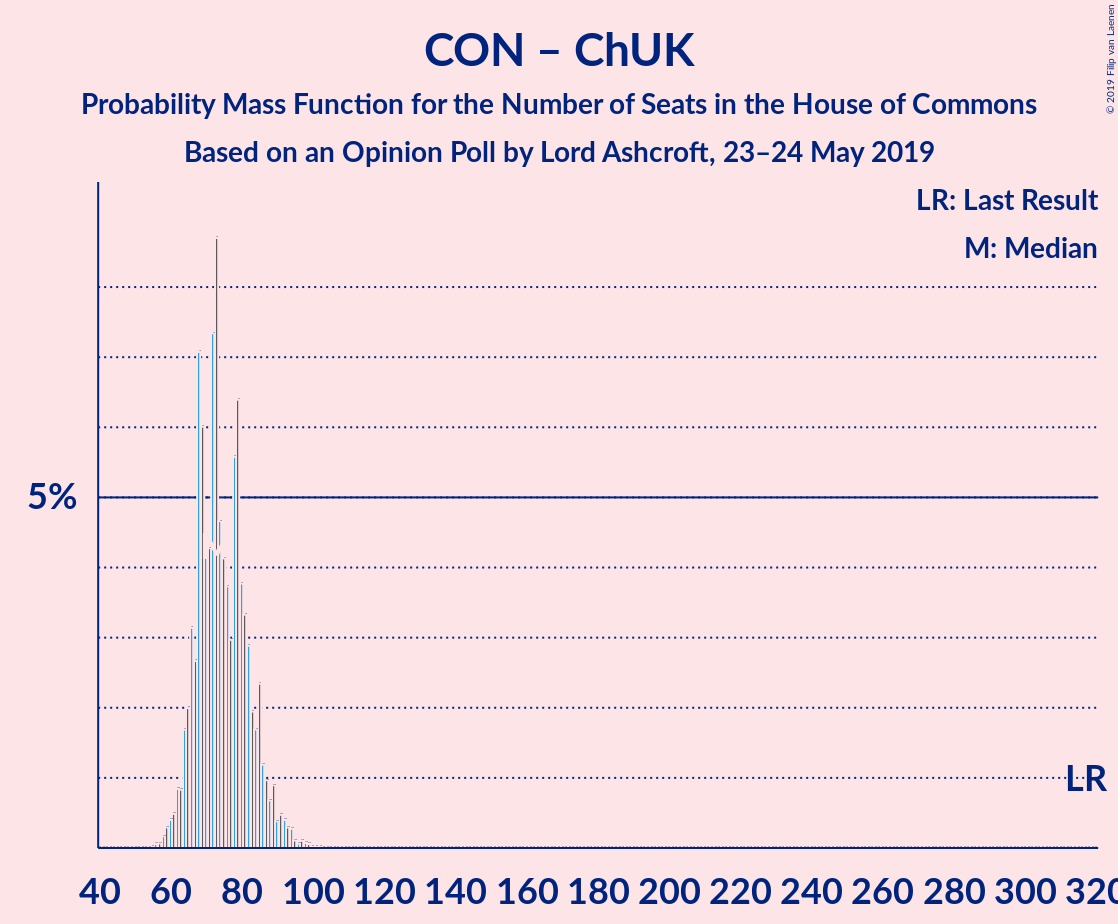 CON – ChUK
Probability Mass Function for the Number of Seats in the House of Commons
Based on an Opinion Poll by Lord Ashcroft, 23–24 May 2019
© 2019 Filip van Laenen
LR: Last Result
M: Median
5%
LR
40 60 80 100 120 140 160 180 200 220 240 260 280 300 320